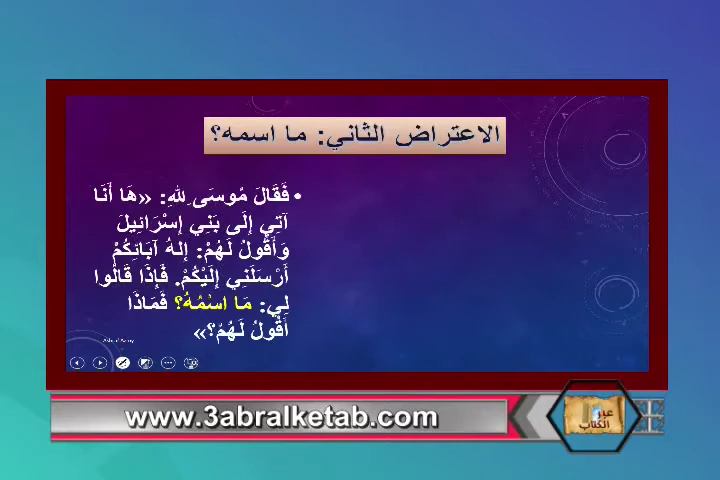 الاعتراض الثاني: ما اسمه؟
• فَقَالَ مُوسَى ِللهِ: «هَا أَنَا
آتِي إِلَى بَنِي إِسْرَائِيلَ
وَأَقُولُ لَهُمْ: إِلهُ آبَائِكُمْ
أَرْسَلَنِي إِلَيْكُمْ. فَإِذَا قَالُوا
لِي: مَا اسْمُهُ؟ فَمَاذَا
أَقُولُ لَهُمْ؟»
www.3abralketab.com
عبر
الكتاب